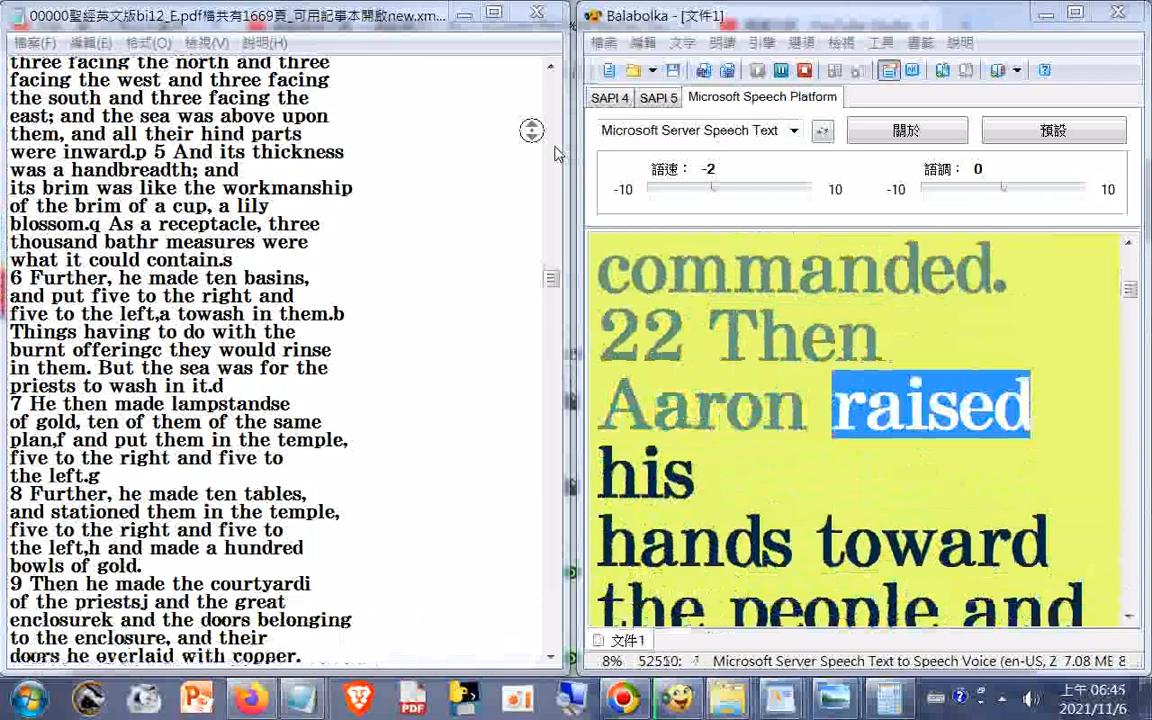 00000聖經英文版bi12_E.pdf檔共有1669頁_可用記事本開啟new.xm...
檔案(F) 編輯(E) 格式(O) 檢視(V) 說明(H)
three facing the north and three
facing the west and three facing
the south and three facing the
east; and the sea was above upon
them, and all their hind parts
were inward.p 5 And its thickness
was a handbreadth; and
its brim was like the workmanship
of the brim of a cup, a lily
blossom.q As a receptacle, three
thousand bathr measures were
what it could contain.s
6 Further, he made ten basins,
and put five to the right and
five to the left,a towash in them.b
Things having to do with the
burnt offeringc they would rinse
in them. But the sea was for the
priests to wash in it.d
7 He then made lampstandse
of gold, ten of them of the same
plan,f and put them in the temple,
five to the right and five to
the left.g
8 Further, he made ten tables,
and stationed them in the temple,
five to the right and five to
the left,h and made a hundred
bowls of gold.
9 Then he made the courtyardi
of the priestsj and the great
enclosurek and the doors belonging
to the enclosure, and their
doors he overlaid with copper.
Balabolka - [文件1]
檔案 編輯 文字 朗讀 引擎 選項 檢視 工具 書籤 說明
SAPI 4 SAPI 5 Microsoft Speech Platform
Microsoft Server Speech Text 關於 預設
語速： -2 語調： 0
-10 10 -10 10
commanded.
22 Then
Aaron raised
his
hands toward
the people and
文件1
8% 52510: Microsoft Server Speech Text to Speech Voice (en-US, Z 7.08 MB 8
PDF
上午 06:45
2021/11/6